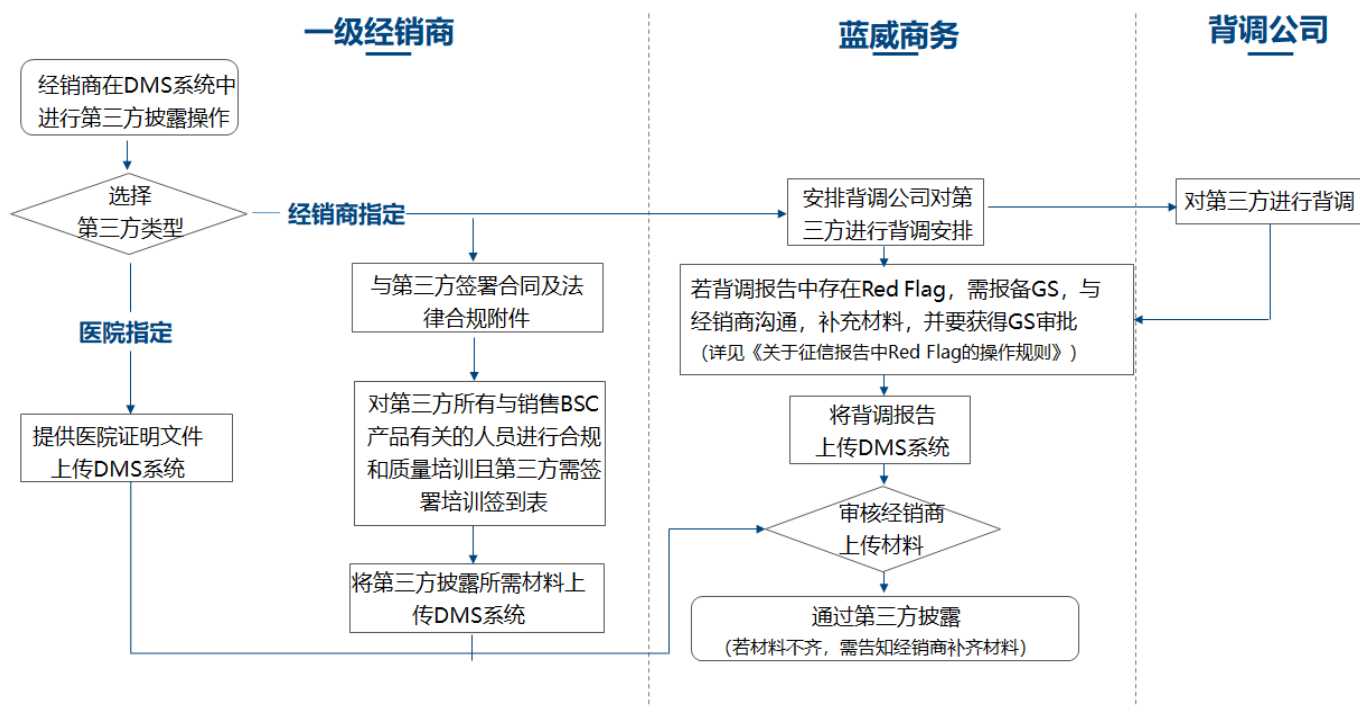 一级经销商
蓝威商务
背调公司
经销商在DMS系统中
进行第三方披露操作
选择
第三方类型
经销商指定
医院指定
提供医院证明文件
上传DMS系统
与第三方签署合同及法
律合规附件
对第三方所有与销售BSC
产品有关的人员进行合规
和质量培训且第三方需签
署培训签到表
将第三方披露所需材料上
传DMS系统
安排背调公司对第
三方进行背调安排
对第三方进行背调
若背调报告中存在Red Flag，需报备GS，与
经销商沟通，补充材料，并要获得GS审批
（详见《关于征信报告中Red Flag的操作规则》）
将背调报告
上传DMS系统
审核经销商
上传材料
通过第三方披露
（若材料不齐，需告知经销商补齐材料）